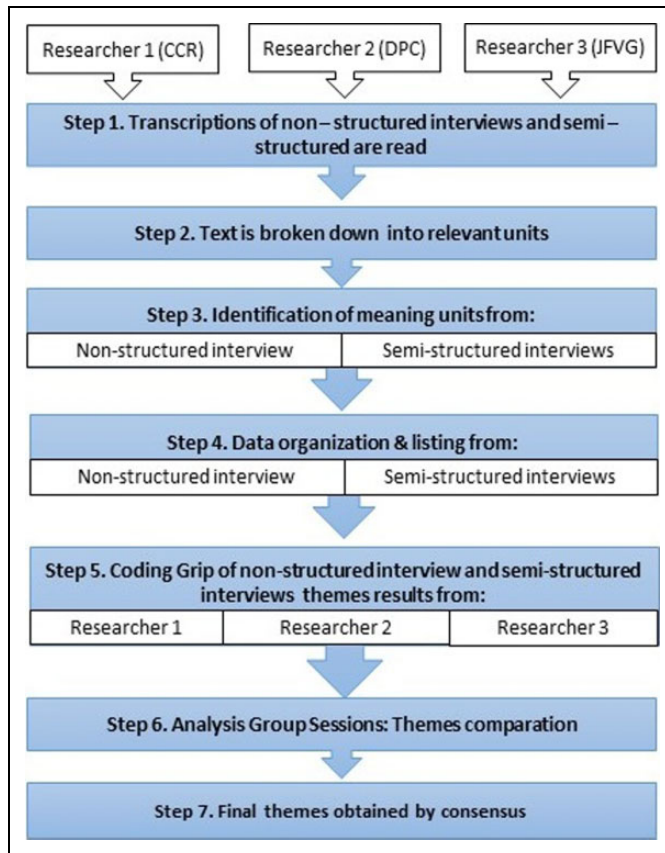 Researcher 1 (CCR)
Researcher 2 (DPC)
Researcher 3 (JFVG)
Step 1. Transcriptions of non – structured interviews and semi –
structured are read
Step 2. Text is broken down into relevant units
Step 3. Identification of meaning units from:
Non-structured interview
Semi-structured interviews
Step 4. Data organization & listing from:
Non-structured interview
Semi-structured interviews
Step 5. Coding Grip of non-structured interview and semi-structured
interviews themes results from:
Researcher 1
Researcher 2
Researcher 3
Step 6. Analysis Group Sessions: Themes comparation
Step 7. Final themes obtained by consensus